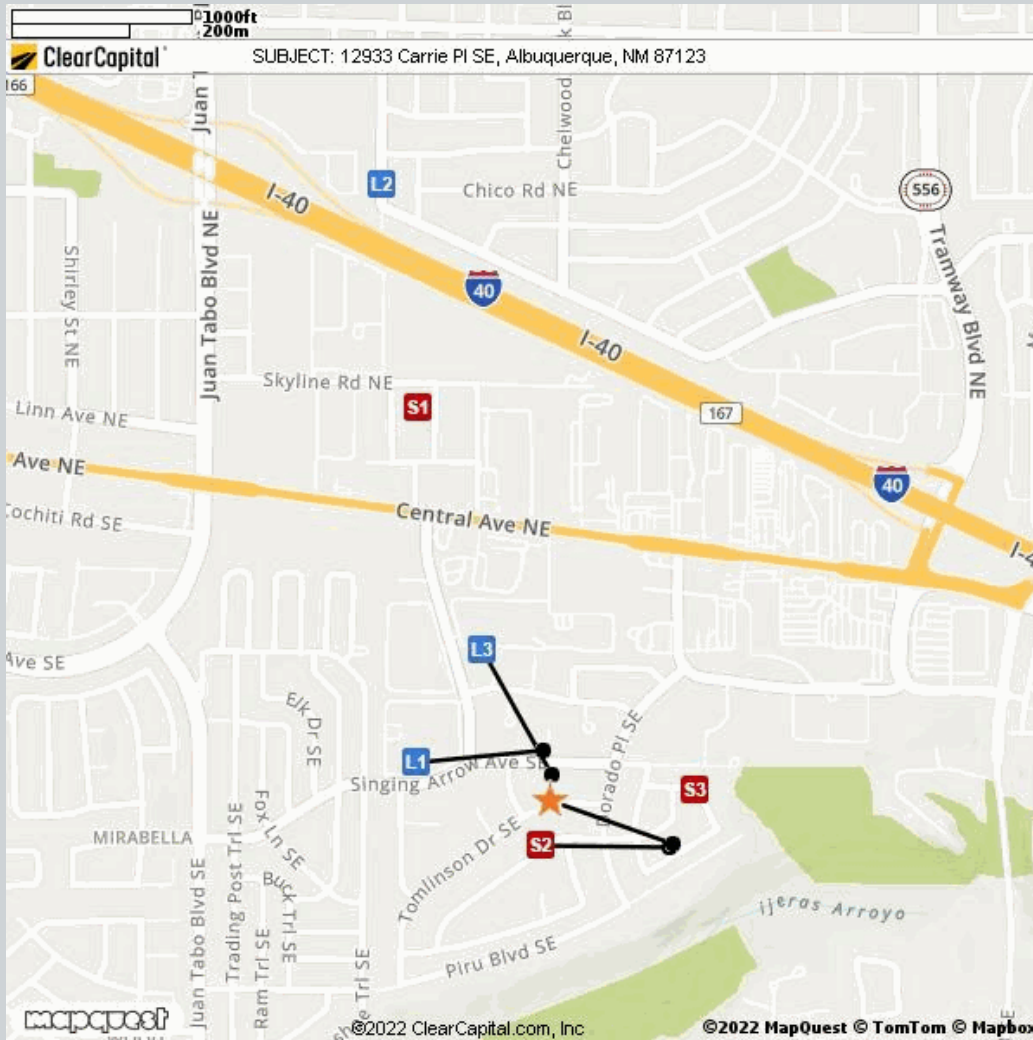 1000ft
200m
ClearCapital
SUBJECT: 12933 Carrie Pl SE, Albuquerque, NM 87123
166
Juan T
Chelwood
k Bl
L2
Chico Rd NE
556
I-40
40
Juan Tabo Blvd NE
Shirley St NE
Tramway Blvd NE
I-40
Skyline Rd NE
S1
167
Linn Ave NE
Ave NE
40
Cochiti Rd SE
Central Ave NE
I-4
L3
Ave SE
Elk Dr SE
Dorado Pl SE
L1
Singing Arrow Ave SE
S3
MIRABELLA
Fox Ln SE
Tomlinson Dr SE
S2
Trading Post Trl SE
Buck Trl SE
Juan Tabo Blvd SE
Ram Trl SE
ijeras Arroyo
Piru Blvd SE
shoe Trl SE
mapquest
©2022 ClearCapital.com, Inc
©2022 MapQuest © TomTom © Mapbox